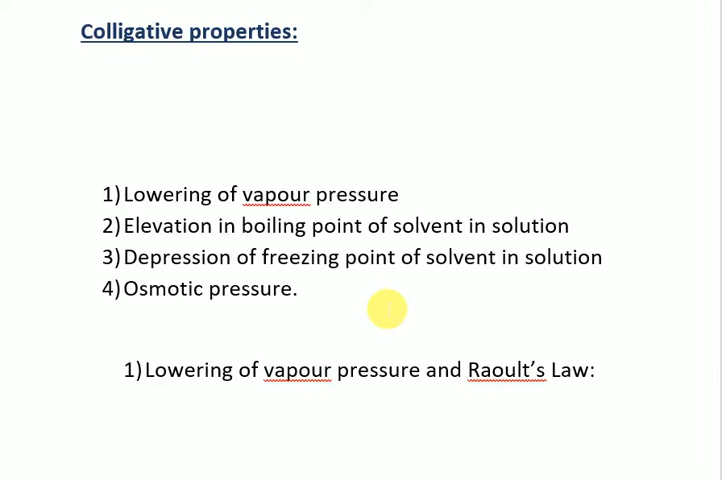 Colligative properties:
1) Lowering of vapour pressure
2) Elevation in boiling point of solvent in solution
3) Depression of freezing point of solvent in solution
4) Osmotic pressure.
1) Lowering of vapour pressure and Raoult’s Law: